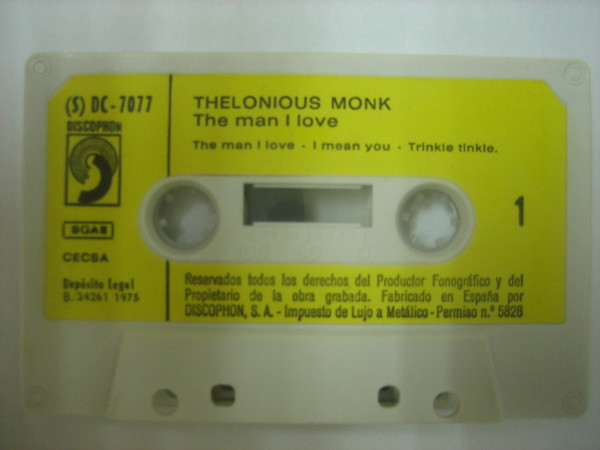 (S) DC-7077
DISCOPHON
SGAE
CECSA
Depósito Legal
B. 24261 1975
THELONIOUS MONK
The man I love
The man I love - I mean you - Trinkle tinkle.
1
Reservados todos los derechos del Productor Fonográfico y del
Propietario de la obra grabada. Fabricado en España por
DISCOPHON, S. A. - Impuesto de Lujo a Metálico - Permiso n.º 5828